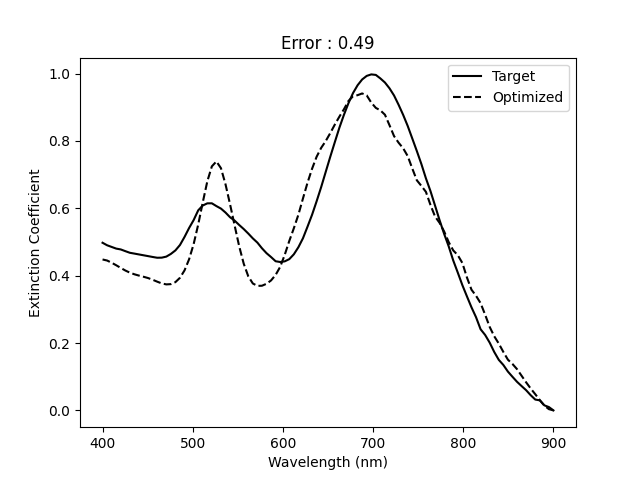 Error : 0.49
Target
Optimized
Extinction Coefficient
1.0
0.8
0.6
0.4
0.2
0.0
400 500 600 700 800 900
Wavelength (nm)